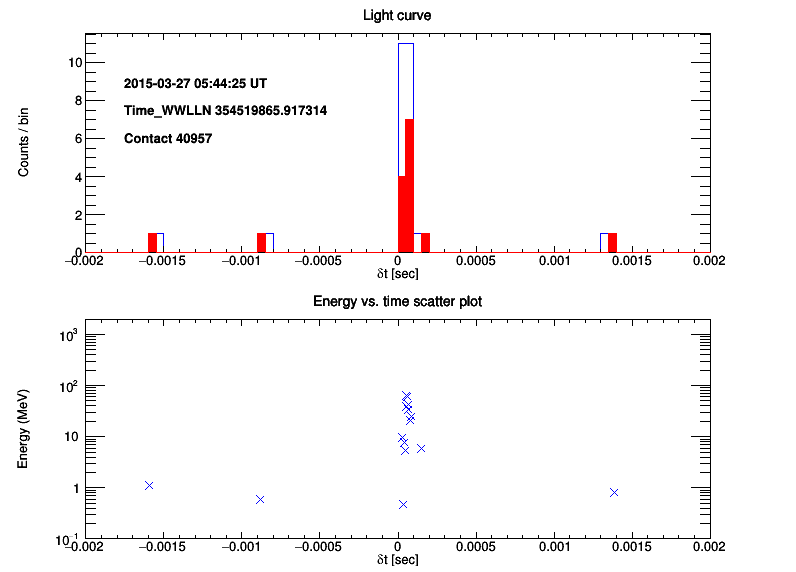 Light curve
Counts / bin
10
8
6
4
2
0
2015-03-27 05:44:25 UT
Time_WWLLN 354519865.917314
Contact 40957
−0.002 −0.0015 −0.001 −0.0005 0 0.0005 0.001 0.0015 0.002
δt [sec]
Energy vs. time scatter plot
Energy (MeV)
10³
10²
10
1
10⁻¹
−0.002 −0.0015 −0.001 −0.0005 0 0.0005 0.001 0.0015 0.002
δt [sec]